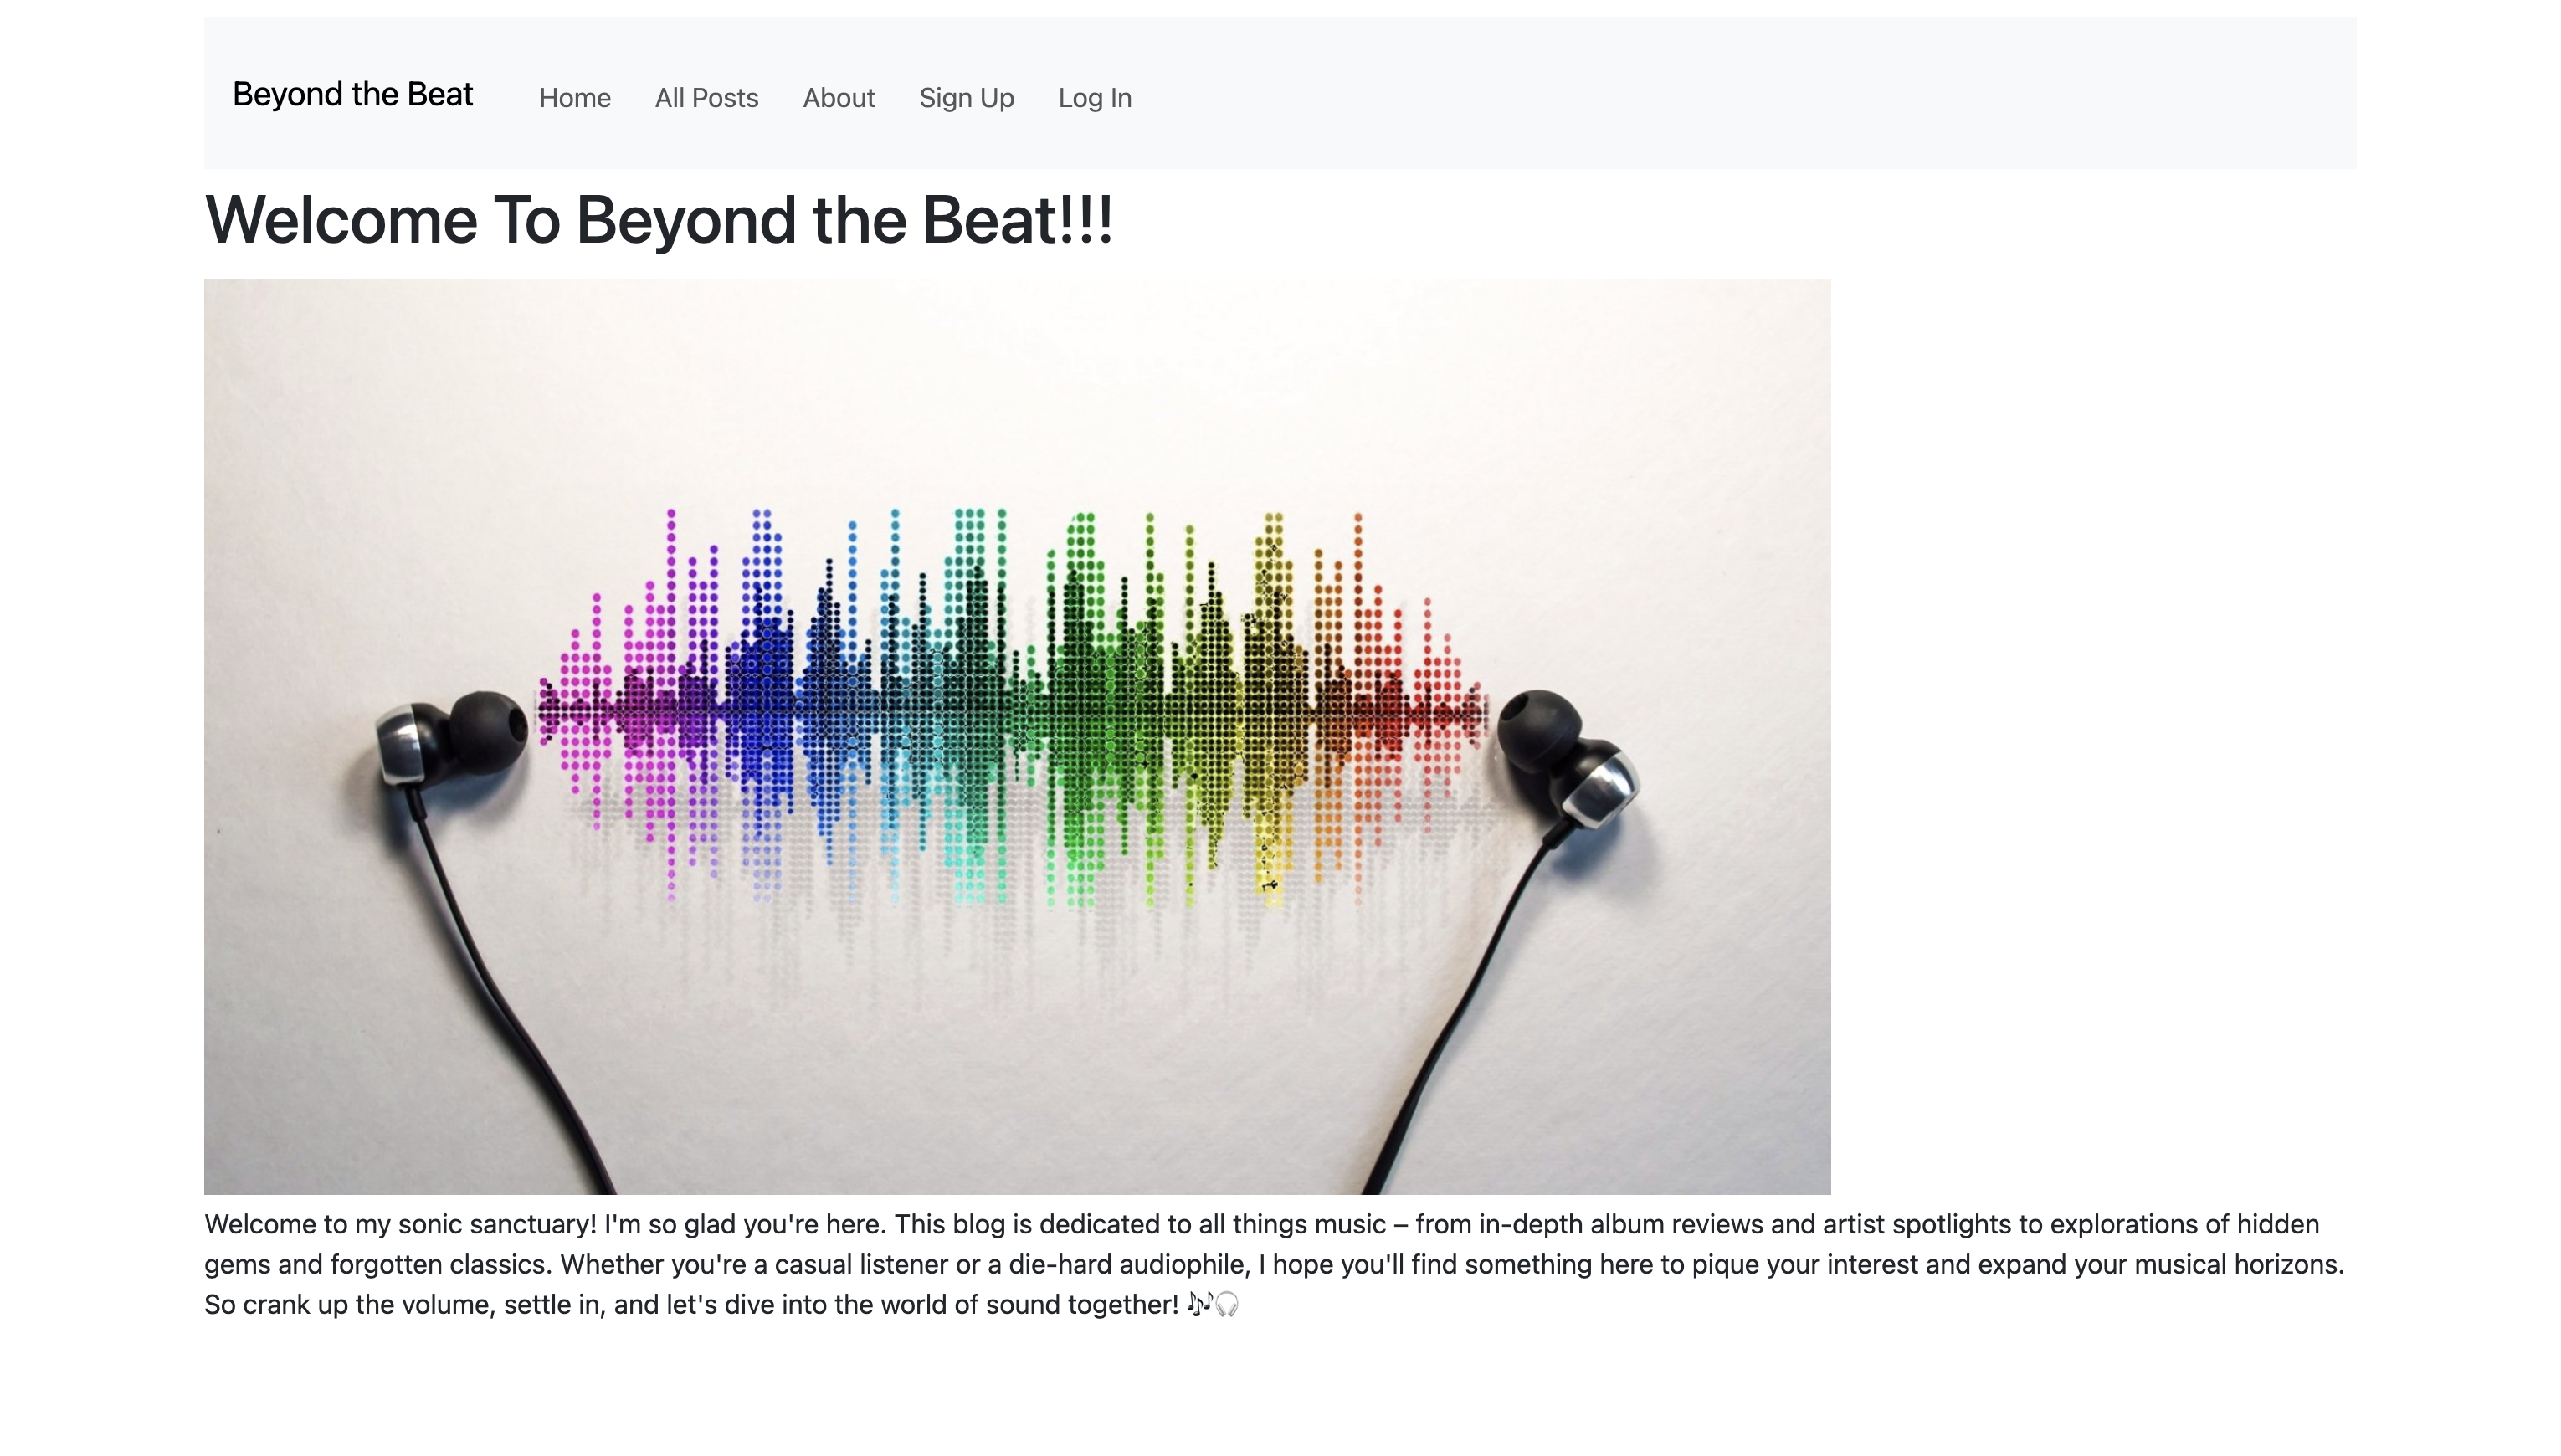 Beyond the Beat Home All Posts About Sign Up Log In
Welcome To Beyond the Beat!!!
Welcome to my sonic sanctuary! I'm so glad you're here. This blog is dedicated to all things music – from in-depth album reviews and artist spotlights to explorations of hidden
gems and forgotten classics. Whether you're a casual listener or a die-hard audiophile, I hope you'll find something here to pique your interest and expand your musical horizons.
So crank up the volume, settle in, and let's dive into the world of sound together! 🎶🎧